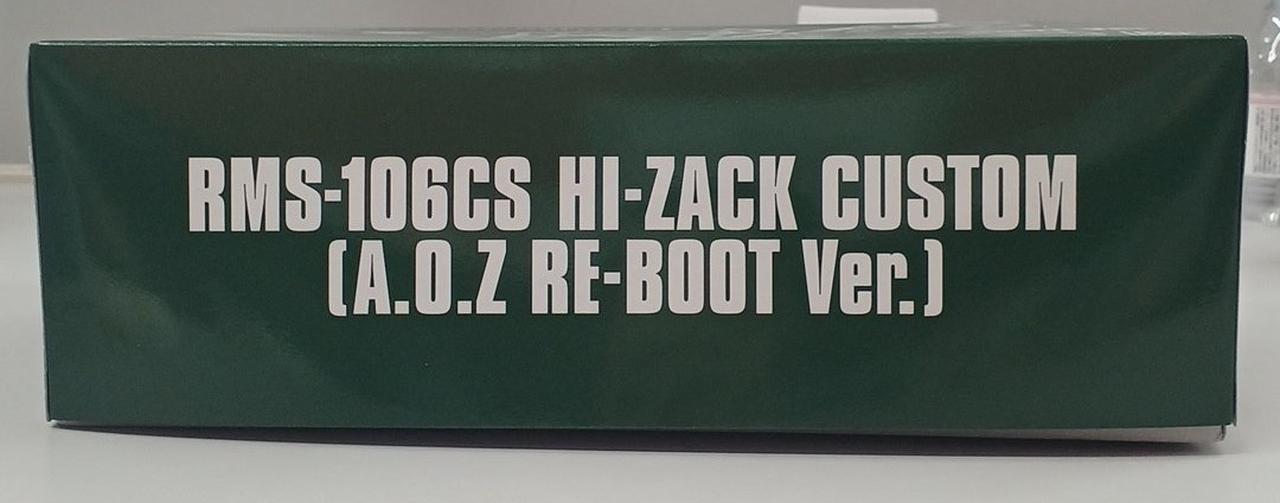 RMS-106CS HI-ZACK CUSTOM
(A.O.Z RE-BOOT Ver.)